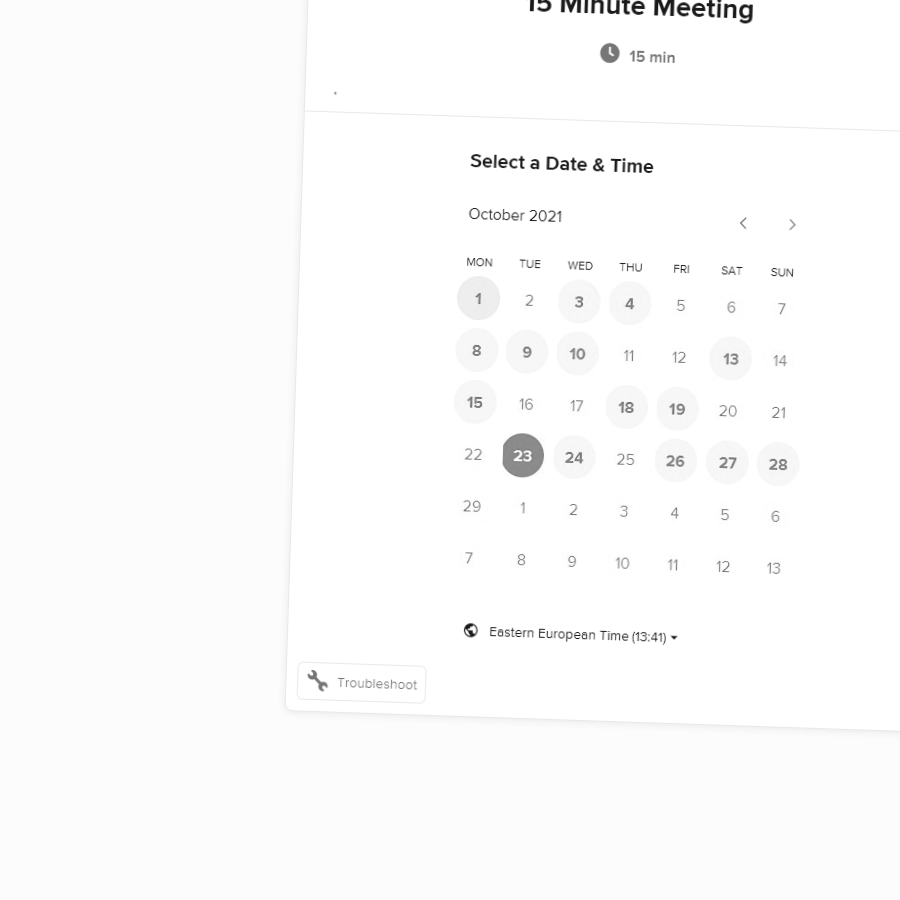 15 Minute Meeting
15 min
Select a Date & Time
October 2021
MON TUE WED THU FRI SAT SUN
1 2 3 4 5 6 7
8 9 10 11 12 13 14
15 16 17 18 19 20 21
22 23 24 25 26 27 28
29 1 2 3 4 5 6
7 8 9 10 11 12 13
Eastern European Time (13:41)
Troubleshoot